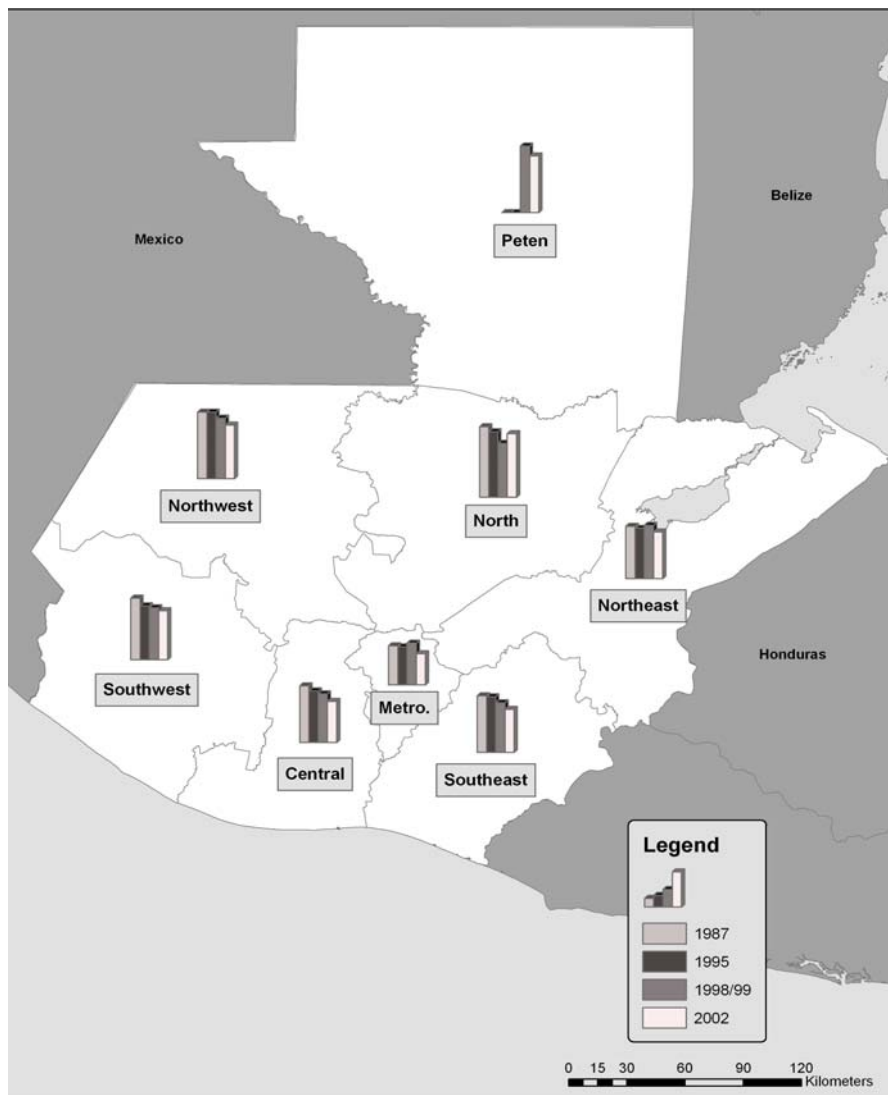 Belize
Mexico
Peten
Northwest
North
Northeast
Honduras
Southwest
Metro.
Central
Southeast
Legend
1987
1995
1998/99
2002
0 15 30 60 90 120
Kilometers